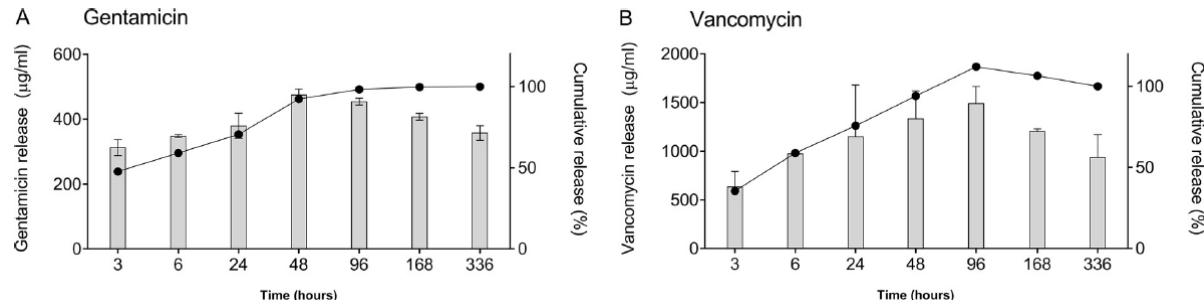 A Gentamicin
Gentamicin release (μg/ml)
600
400
200
0
Cumulative release (%)
100
50
0
3 6 24 48 96 168 336
Time (hours)
B Vancomycin
Vancomycin release (μg/ml)
2000
1500
1000
500
0
Cumulative release (%)
100
50
0
3 6 24 48 96 168 336
Time (hours)